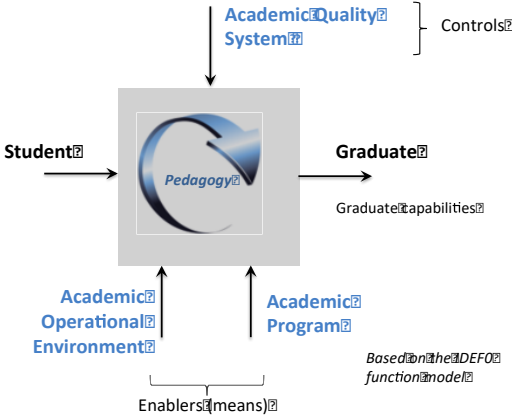 Academic Quality
System
Controls
Student
Pedagogy
Graduate
Graduate capabilities
Academic
Operational
Environment
Academic
Program
Based on the IDEF0
function model
Enablers (means)